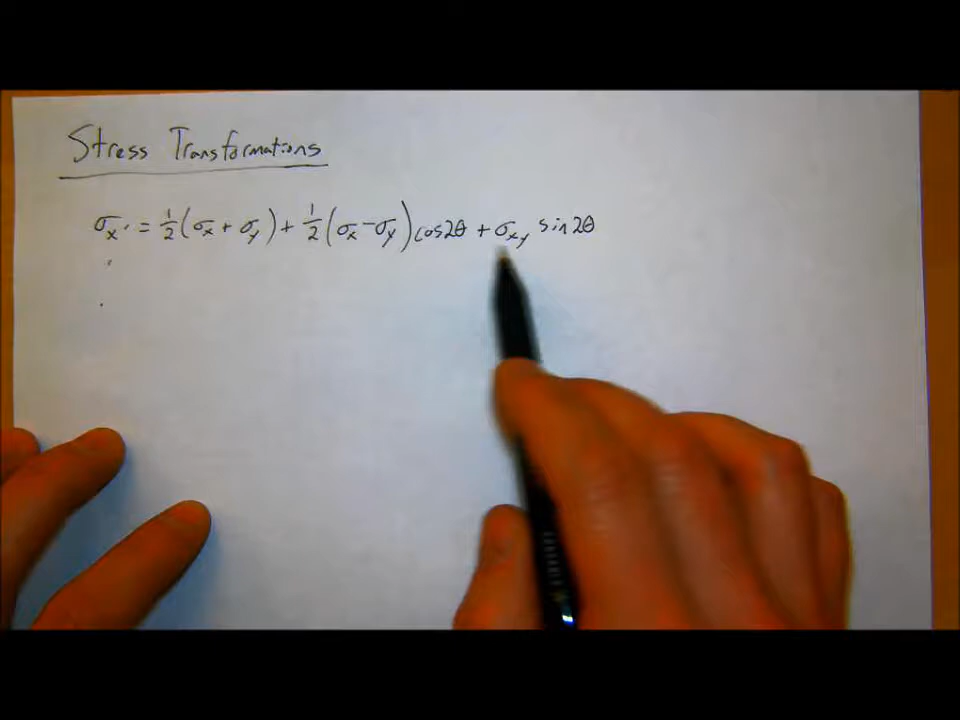 Stress Transformations
σx' = 1/2(σx + σy) + 1/2(σx - σy)cos2θ + σxy sin2θ